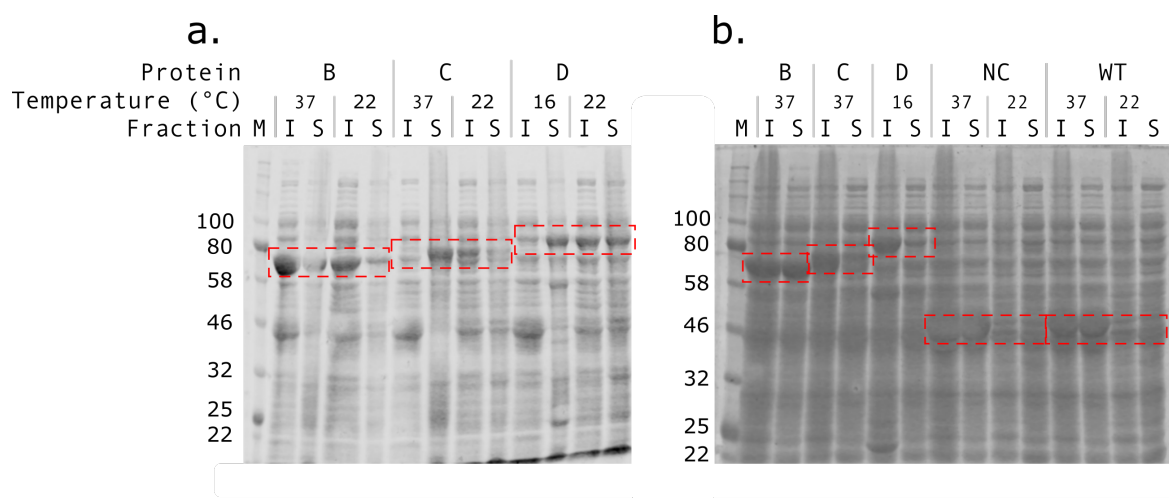 a. b.
Protein B C D B C D NC WT
Temperature (°C) 37 22 37 22 16 22 37 37 16 37 22 37 22
Fraction M I S I S I S I S I S I S M I S I S I S I S I S I S I S
100 100
80 80
58 58
46 46
32 32
25 25
22 22